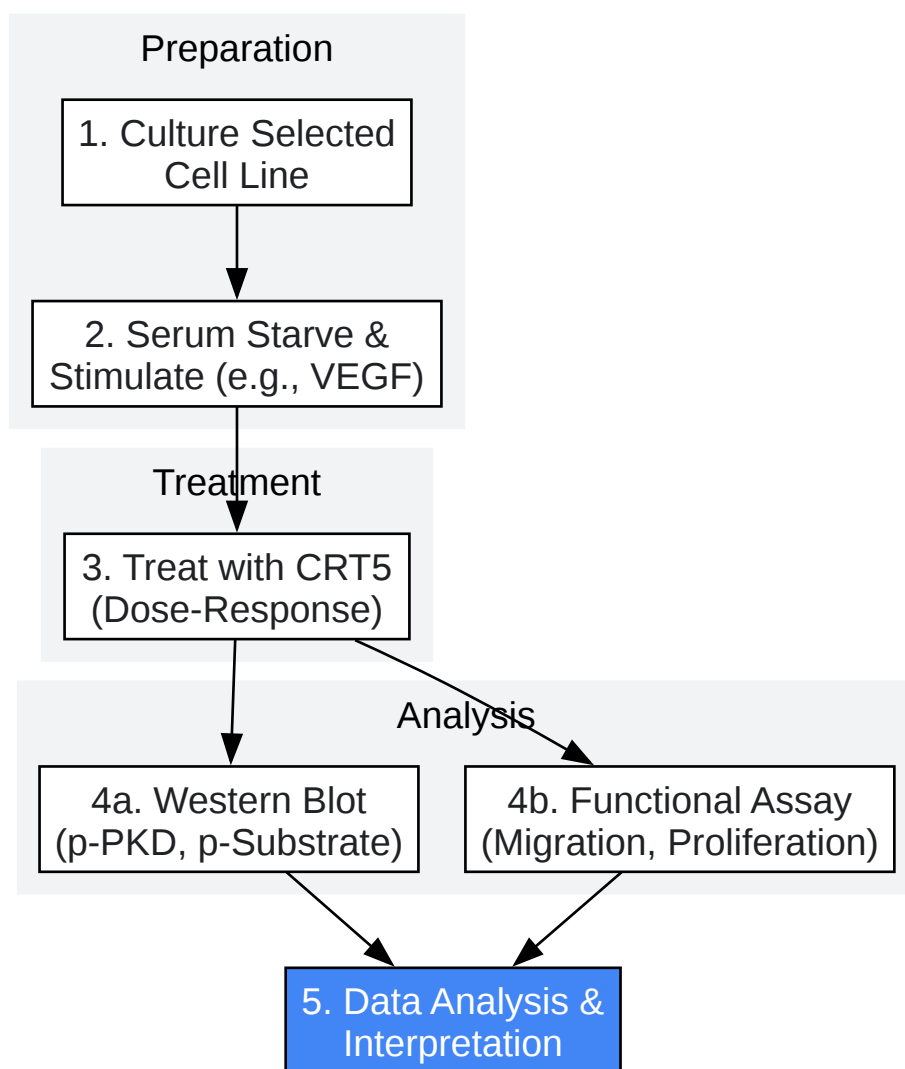 Preparation
1. Culture Selected
Cell Line
2. Serum Starve &
Stimulate (e.g., VEGF)
Treatment
3. Treat with CRT5
(Dose-Response)
Analysis
4a. Western Blot
(p-PKD, p-Substrate)
4b. Functional Assay
(Migration, Proliferation)
5. Data Analysis &
Interpretation